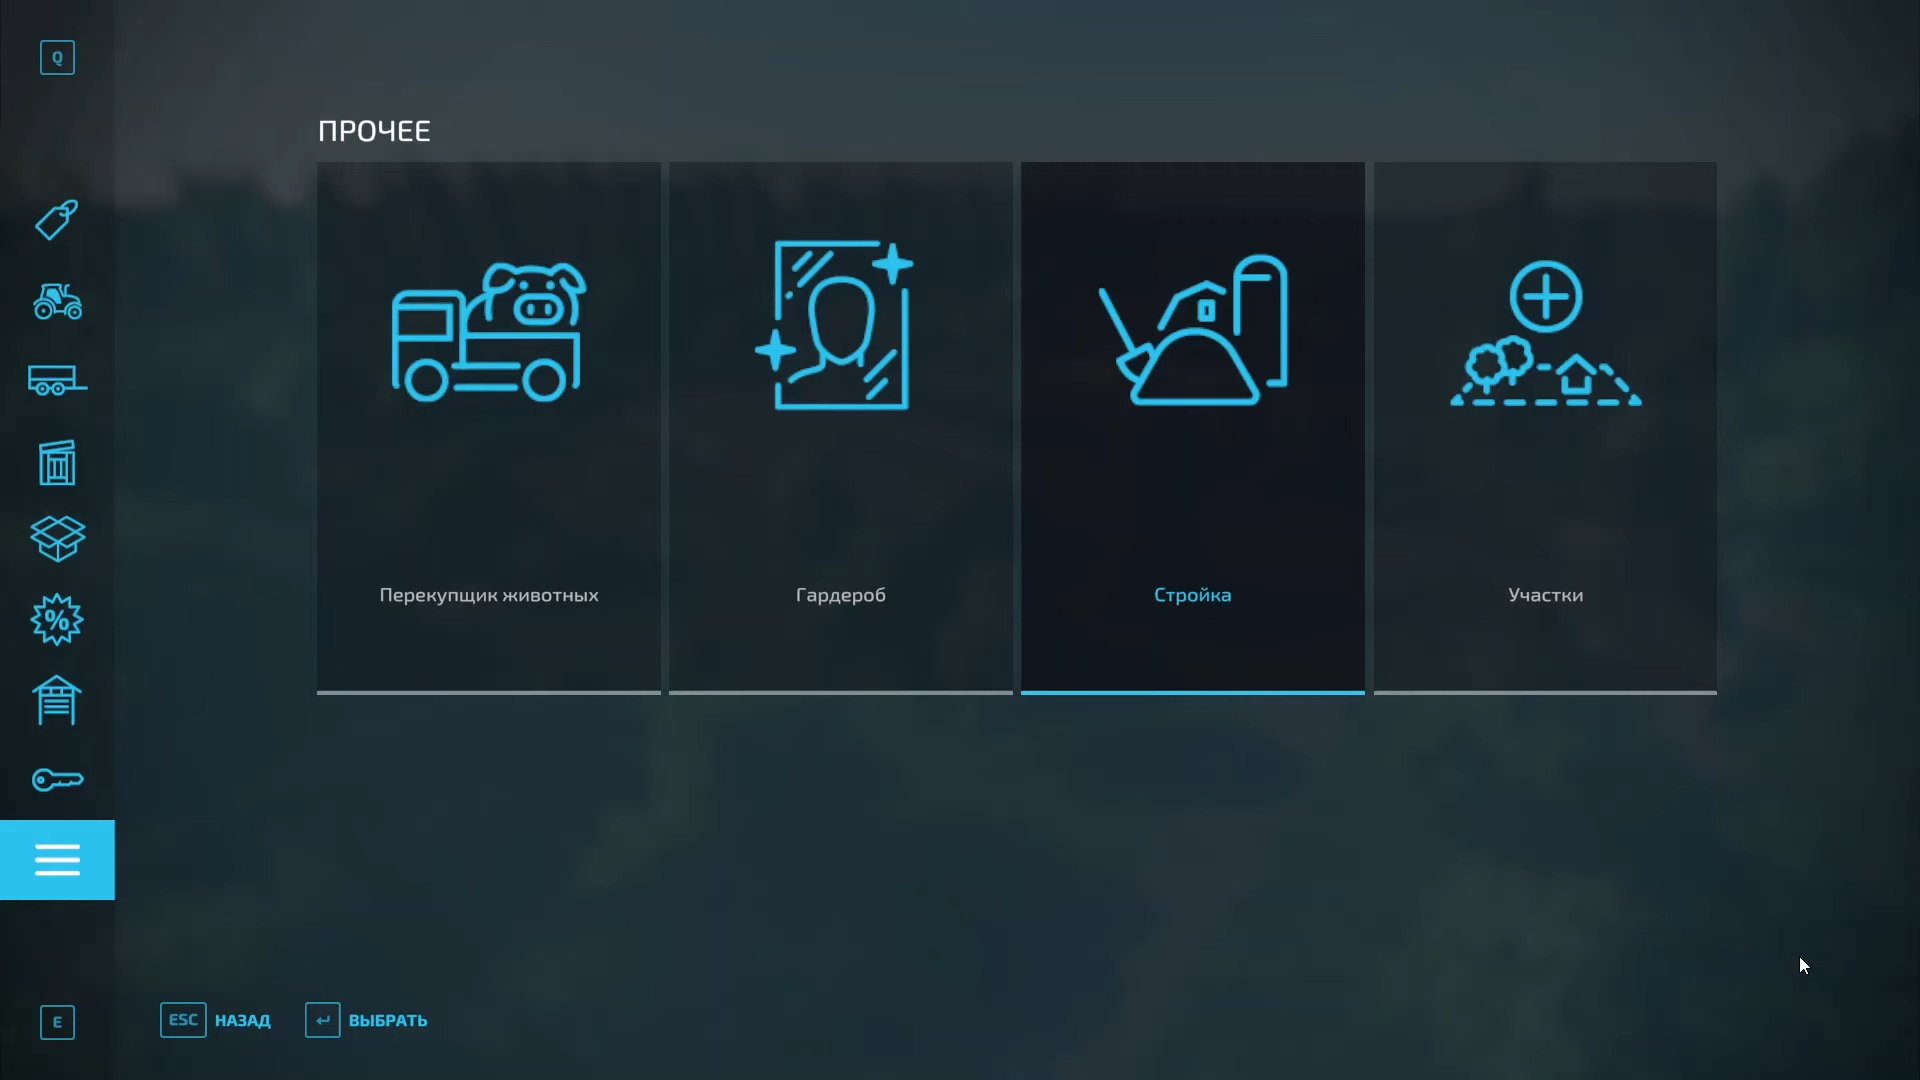 Q
ПРОЧЕЕ
Перекупщик животных
Гардероб
Стройка
Участки
%
E
ESC НАЗАД
ВЫБРАТЬ